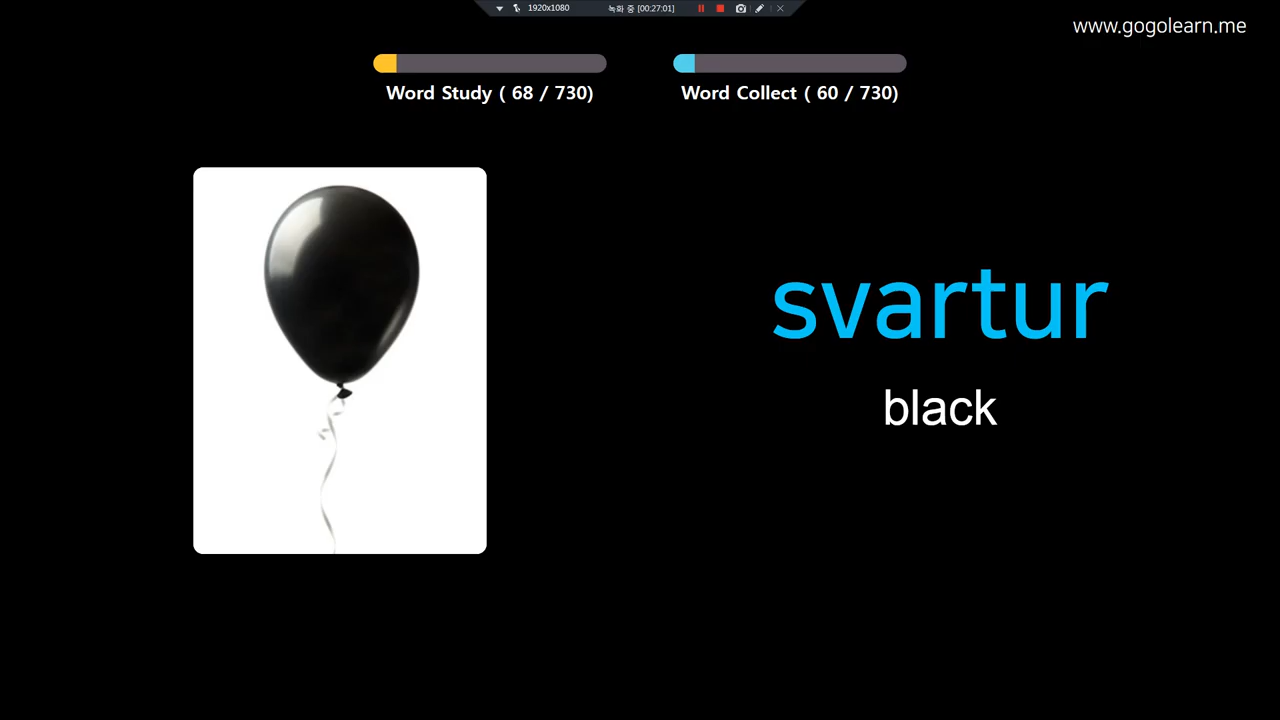 1920x1080 녹화 중 [00:27:01]
www.gogolearn.me
Word Study ( 68 / 730)
Word Collect ( 60 / 730)
svartur
black